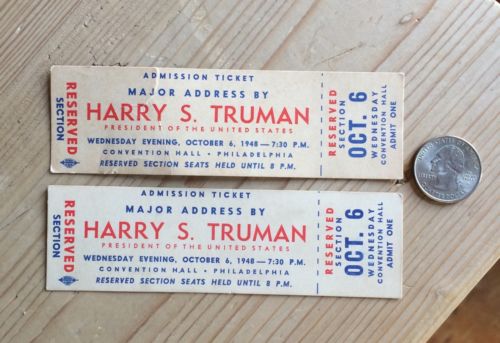 RESERVED
SECTION
ADMISSION TICKET
MAJOR ADDRESS BY
HARRY S. TRUMAN
PRESIDENT OF THE UNITED STATES
WEDNESDAY EVENING, OCTOBER 6, 1948—7:30 P.M.
CONVENTION HALL • PHILADELPHIA
RESERVED SECTION SEATS HELD UNTIL 8 P.M.
RESERVED
SECTION
OCT. 6
WEDNESDAY
CONVENTION HALL
ADMIT ONE
RESERVED
SECTION
ADMISSION TICKET
MAJOR ADDRESS BY
HARRY S. TRUMAN
PRESIDENT OF THE UNITED STATES
WEDNESDAY EVENING, OCTOBER 6, 1948—7:30 P.M.
CONVENTION HALL • PHILADELPHIA
RESERVED SECTION SEATS HELD UNTIL 8 P.M.
RESERVED
SECTION
OCT. 6
WEDNESDAY
CONVENTION HALL
ADMIT ONE